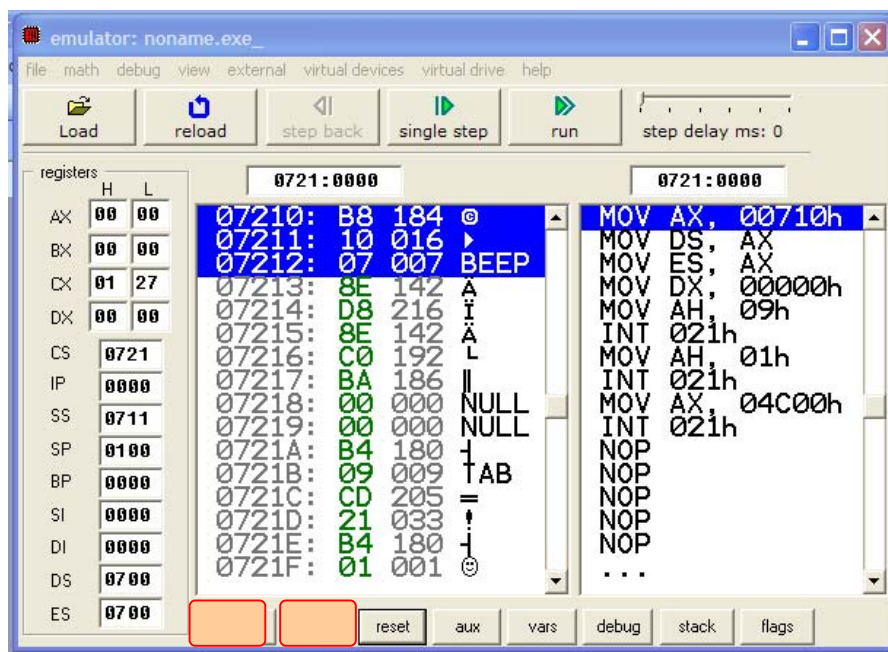 emulator: noname.exe_
file math debug view external virtual devices virtual drive help
Load reload step back single step run step delay ms: 0
registers
H L
0721:0000 0721:0000
AX 00 00
BX 00 00
CX 01 27
DX 00 00
CS 0721
IP 0000
SS 0711
SP 0100
BP 0000
SI 0000
DI 0000
DS 0700
ES 0700
07210: B8 184 ©
07211: 10 016 ►
07212: 07 007 BEEP
07213: 8E 142 Ä
07214: D8 216 Ï
07215: 8E 142 Ä
07216: C0 192 └
07217: BA 186 ║
07218: 00 000 NULL
07219: 00 000 NULL
0721A: B4 180 ┤
0721B: 09 009 TAB
0721C: CD 205 ═
0721D: 21 033 !
0721E: B4 180 ┤
0721F: 01 001 ☺
MOV AX, 00710h
MOV DS, AX
MOV ES, AX
MOV DX, 00000h
MOV AH, 09h
INT 021h
MOV AH, 01h
INT 021h
MOV AX, 04C00h
INT 021h
NOP
NOP
NOP
NOP
NOP
...
reset aux vars debug stack flags